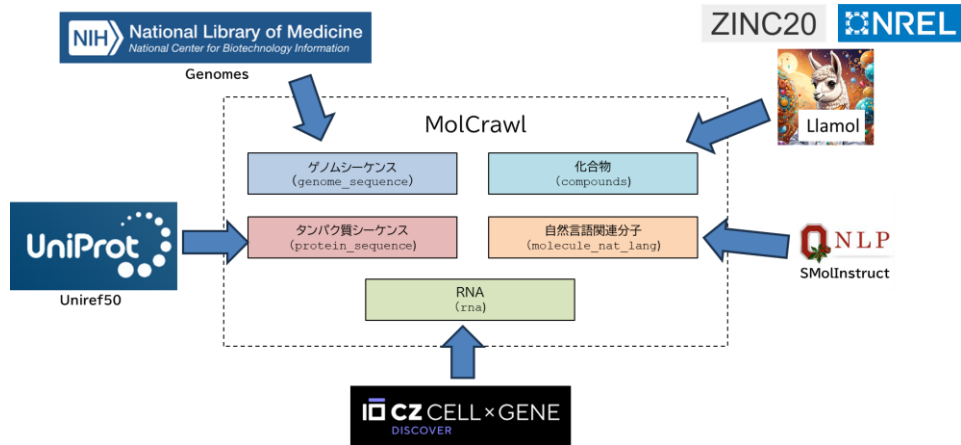 NIH
National Library of Medicine
National Center for Biotechnology Information
Genomes
ZINC20
NREL
Llamol
MolCrawl
ゲノムシーケンス
(genome_sequence)
化合物
(compounds)
UniProt
Uniref50
タンパク質シーケンス
(protein_sequence)
自然言語関連分子
(molecule_nat_lang)
NLP
SMolInstruct
RNA
(rna)
CZ CELL×GENE
DISCOVER